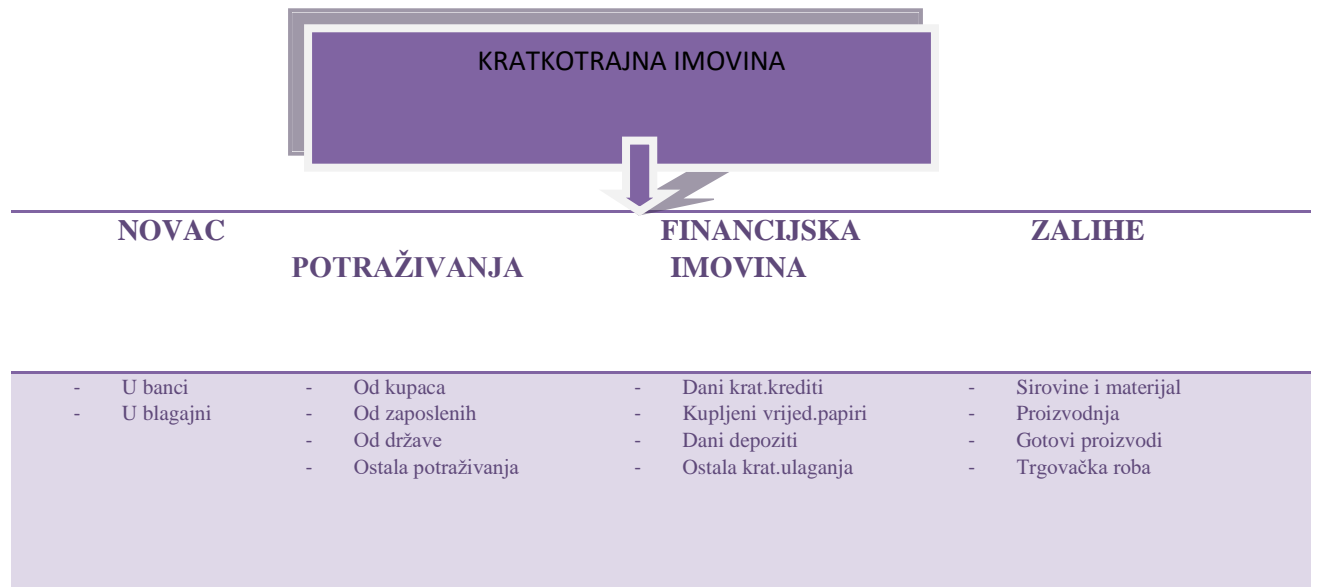 KRATKOTRAJNA IMOVINA
NOVAC
POTRAŽIVANJA
FINANCIJSKA
IMOVINA
ZALIHE
- U banci
- U blagajni
- Od kupaca
- Od zaposlenih
- Od države
- Ostala potraživanja
- Dani krat.krediti
- Kupljeni vrijed.papiri
- Dani depoziti
- Ostala krat.ulaganja
- Sirovine i materijal
- Proizvodnja
- Gotovi proizvodi
- Trgovačka roba